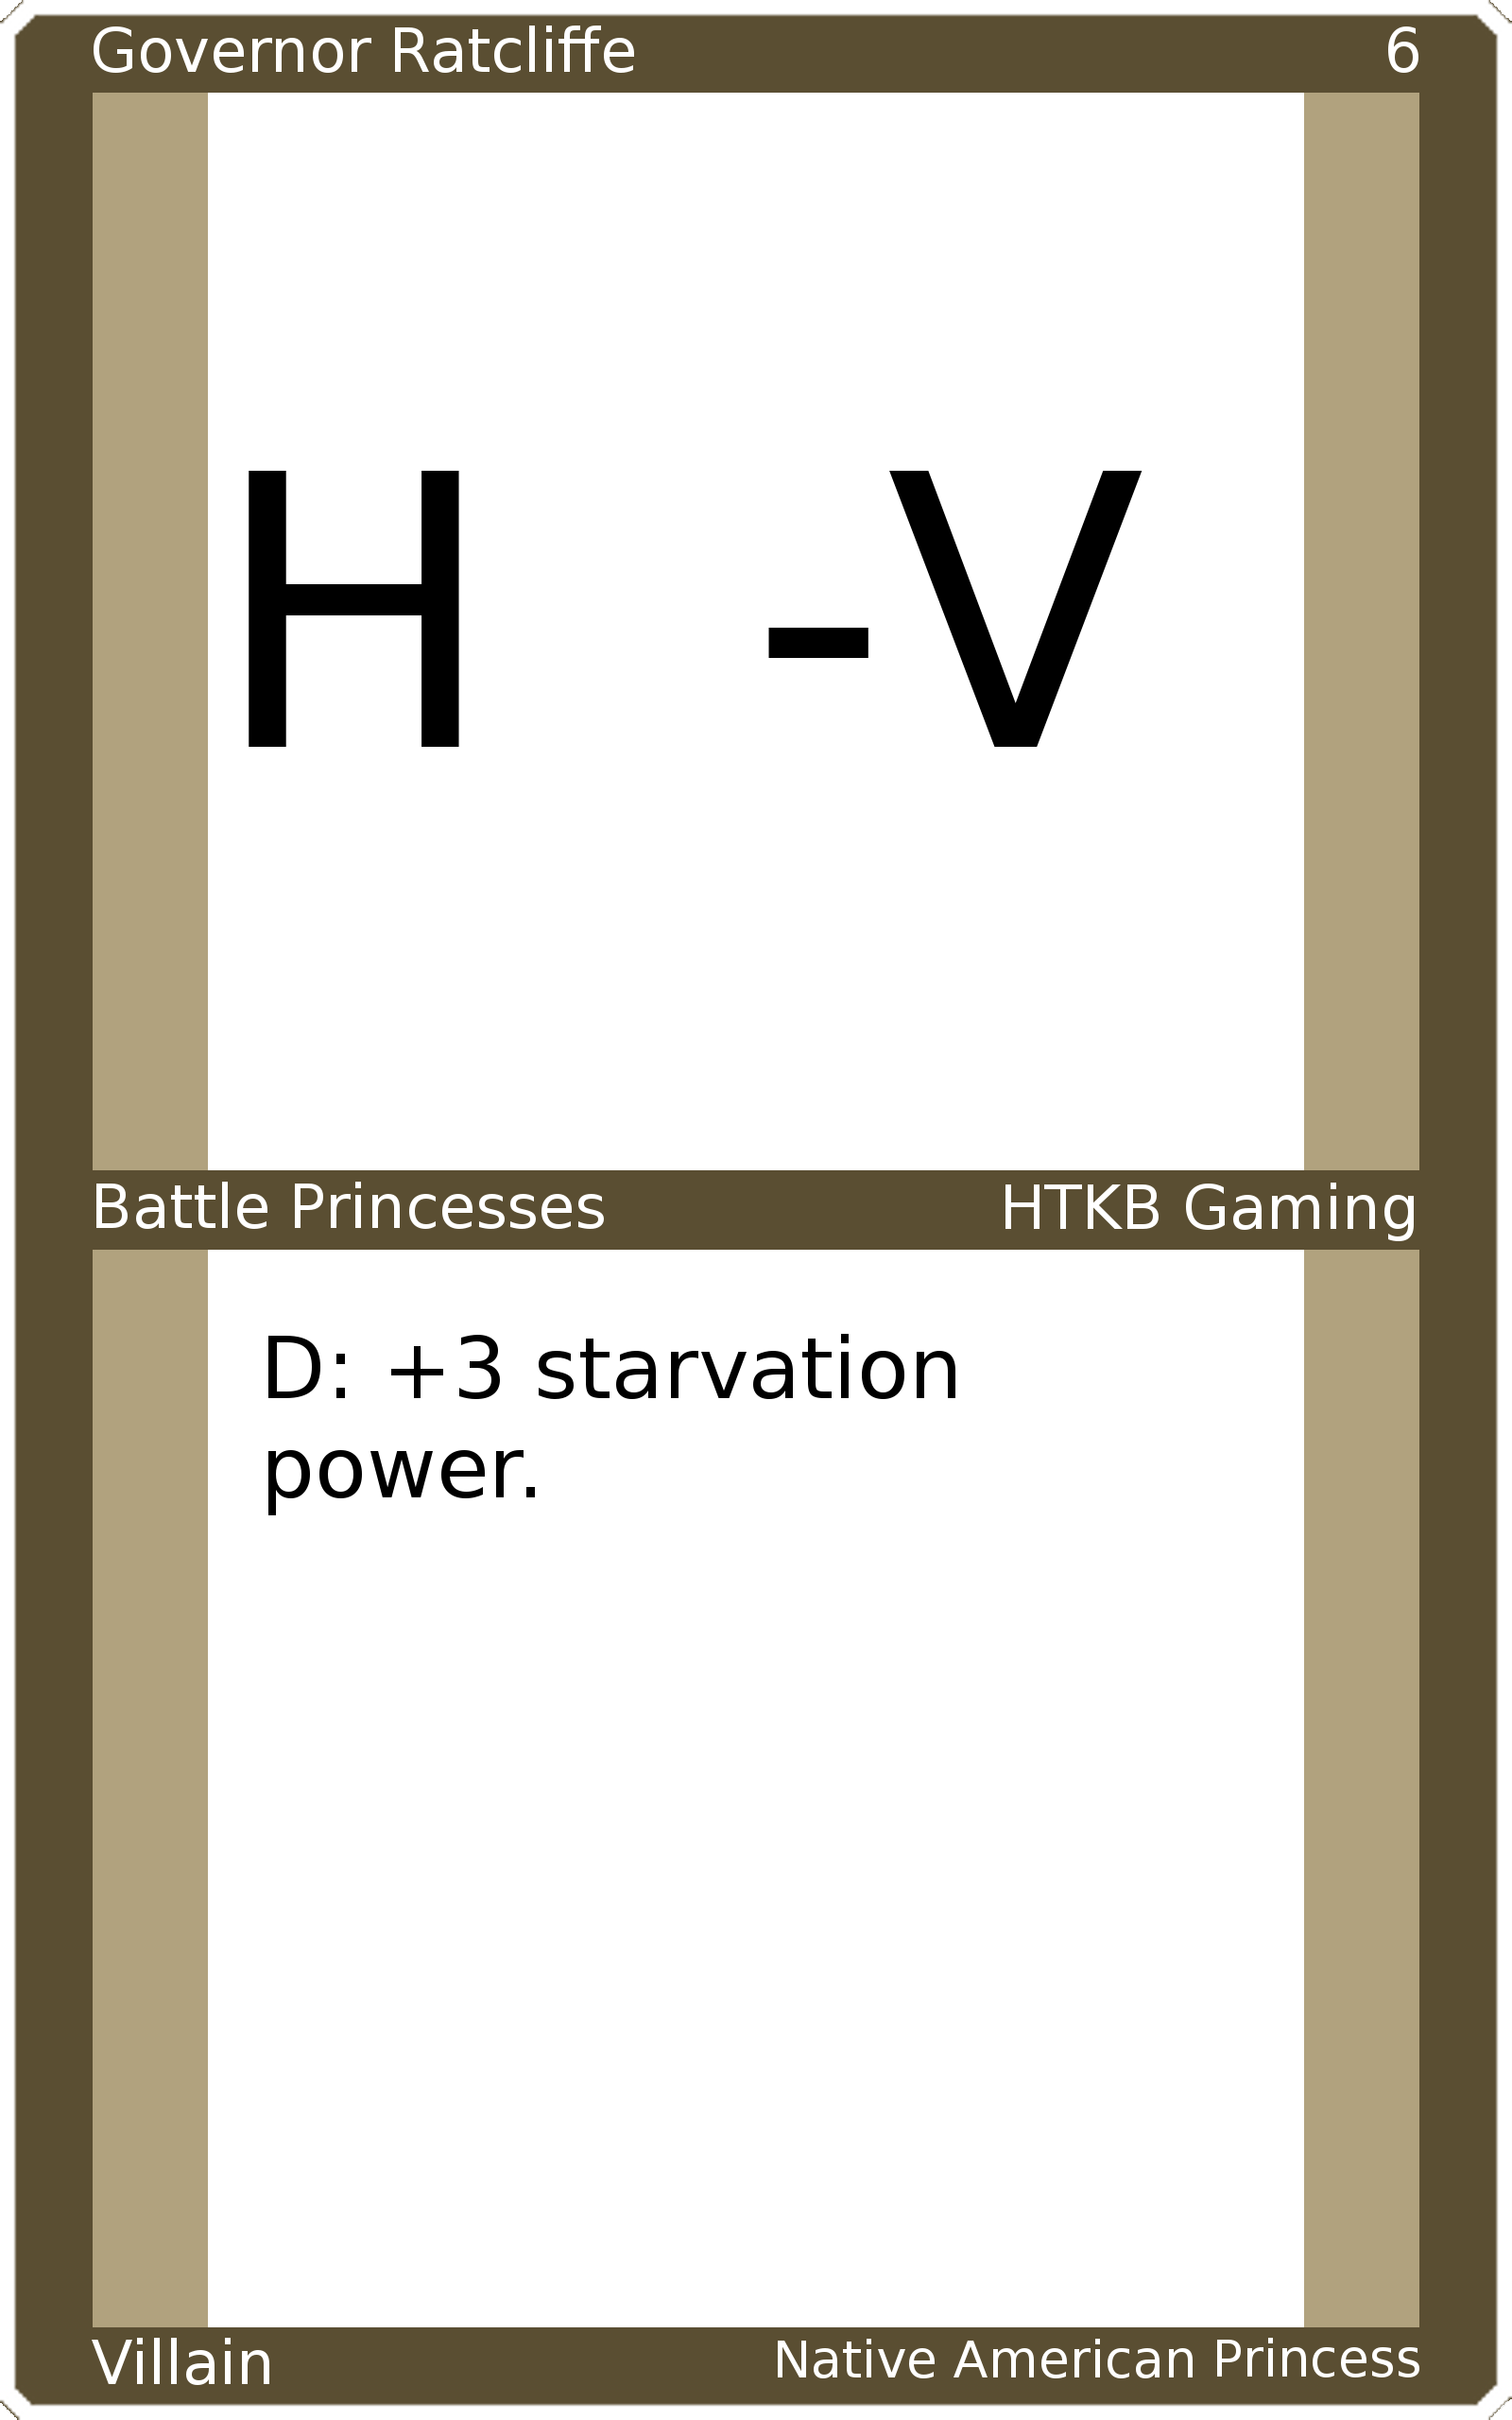 Governor Ratcliffe 6
H -V
Battle Princesses HTKB Gaming
D: +3 starvation
power.
Villain Native American Princess